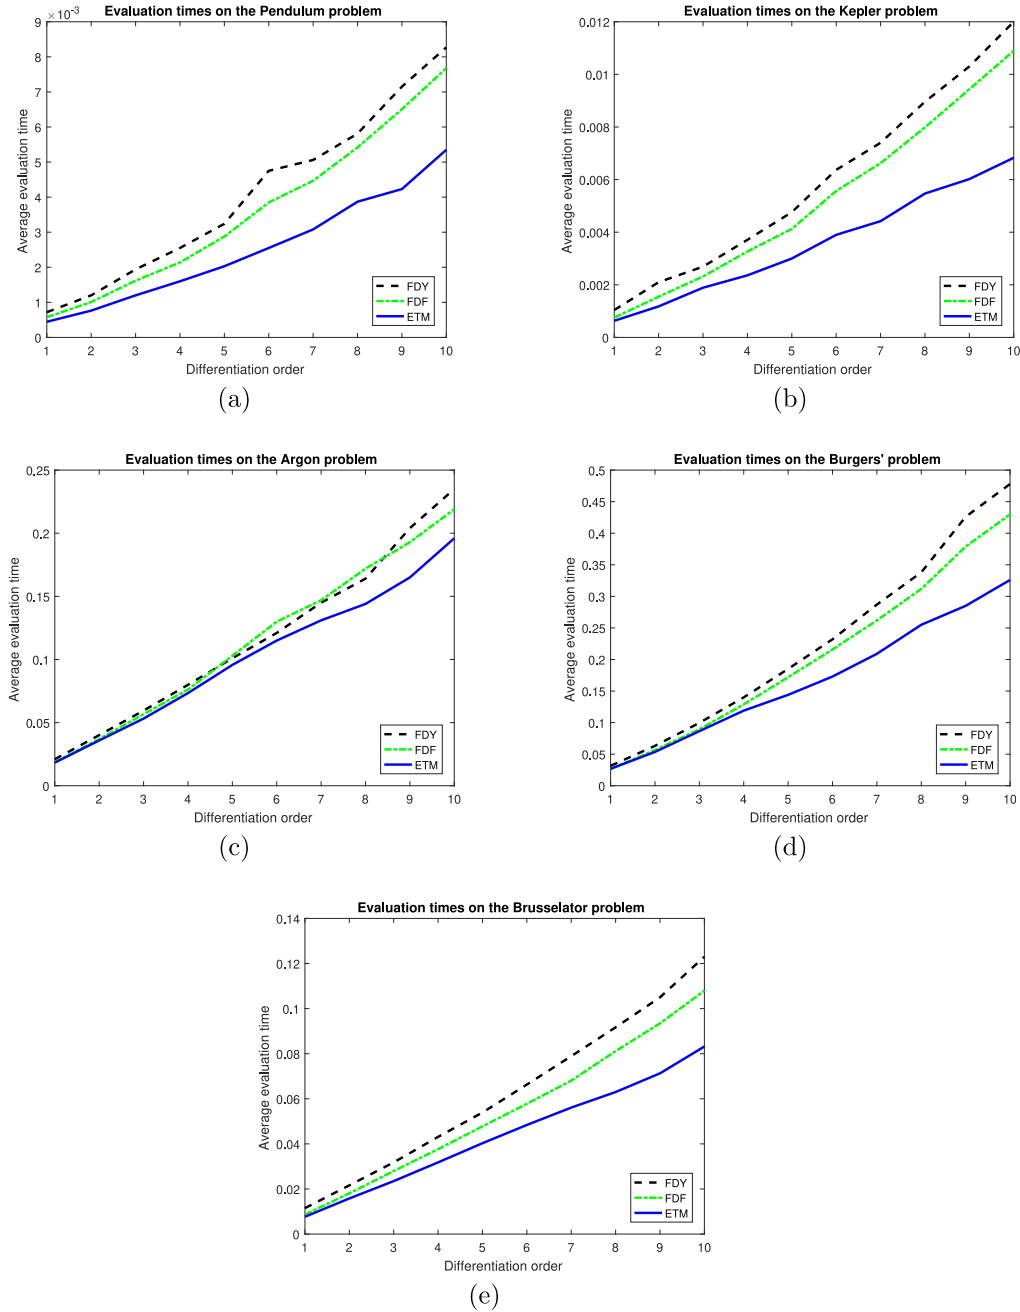 Evaluation times on the Pendulum problem
×10⁻³
9
8
7
6
5
4
3
2
1
0
Average evaluation time
1 2 3 4 5 6 7 8 9 10
Differentiation order
FDY
FDF
ETM
(a)
Evaluation times on the Kepler problem
0.012
0.01
0.008
0.006
0.004
0.002
0
Average evaluation time
1 2 3 4 5 6 7 8 9 10
Differentiation order
FDY
FDF
ETM
(b)
Evaluation times on the Argon problem
0.25
0.2
0.15
0.1
0.05
0
Average evaluation time
1 2 3 4 5 6 7 8 9 10
Differentiation order
FDY
FDF
ETM
(c)
Evaluation times on the Burgers' problem
0.5
0.45
0.4
0.35
0.3
0.25
0.2
0.15
0.1
0.05
0
Average evaluation time
1 2 3 4 5 6 7 8 9 10
Differentiation order
FDY
FDF
ETM
(d)
Evaluation times on the Brusselator problem
0.14
0.12
0.1
0.08
0.06
0.04
0.02
0
Average evaluation time
1 2 3 4 5 6 7 8 9 10
Differentiation order
FDY
FDF
ETM
(e)